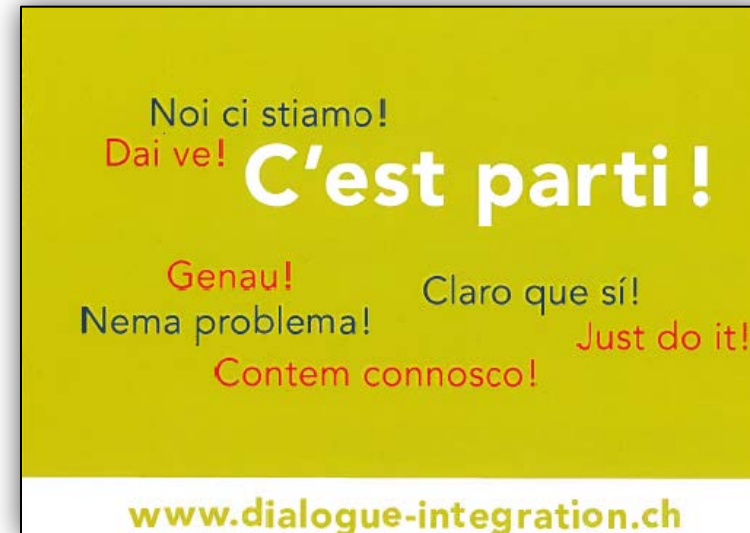 Noi ci stiamo!
Dai ve!
C'est parti !
Genau!
Claro que sí!
Nema problema!
Just do it!
Contem connosco!
www.dialogue-integration.ch